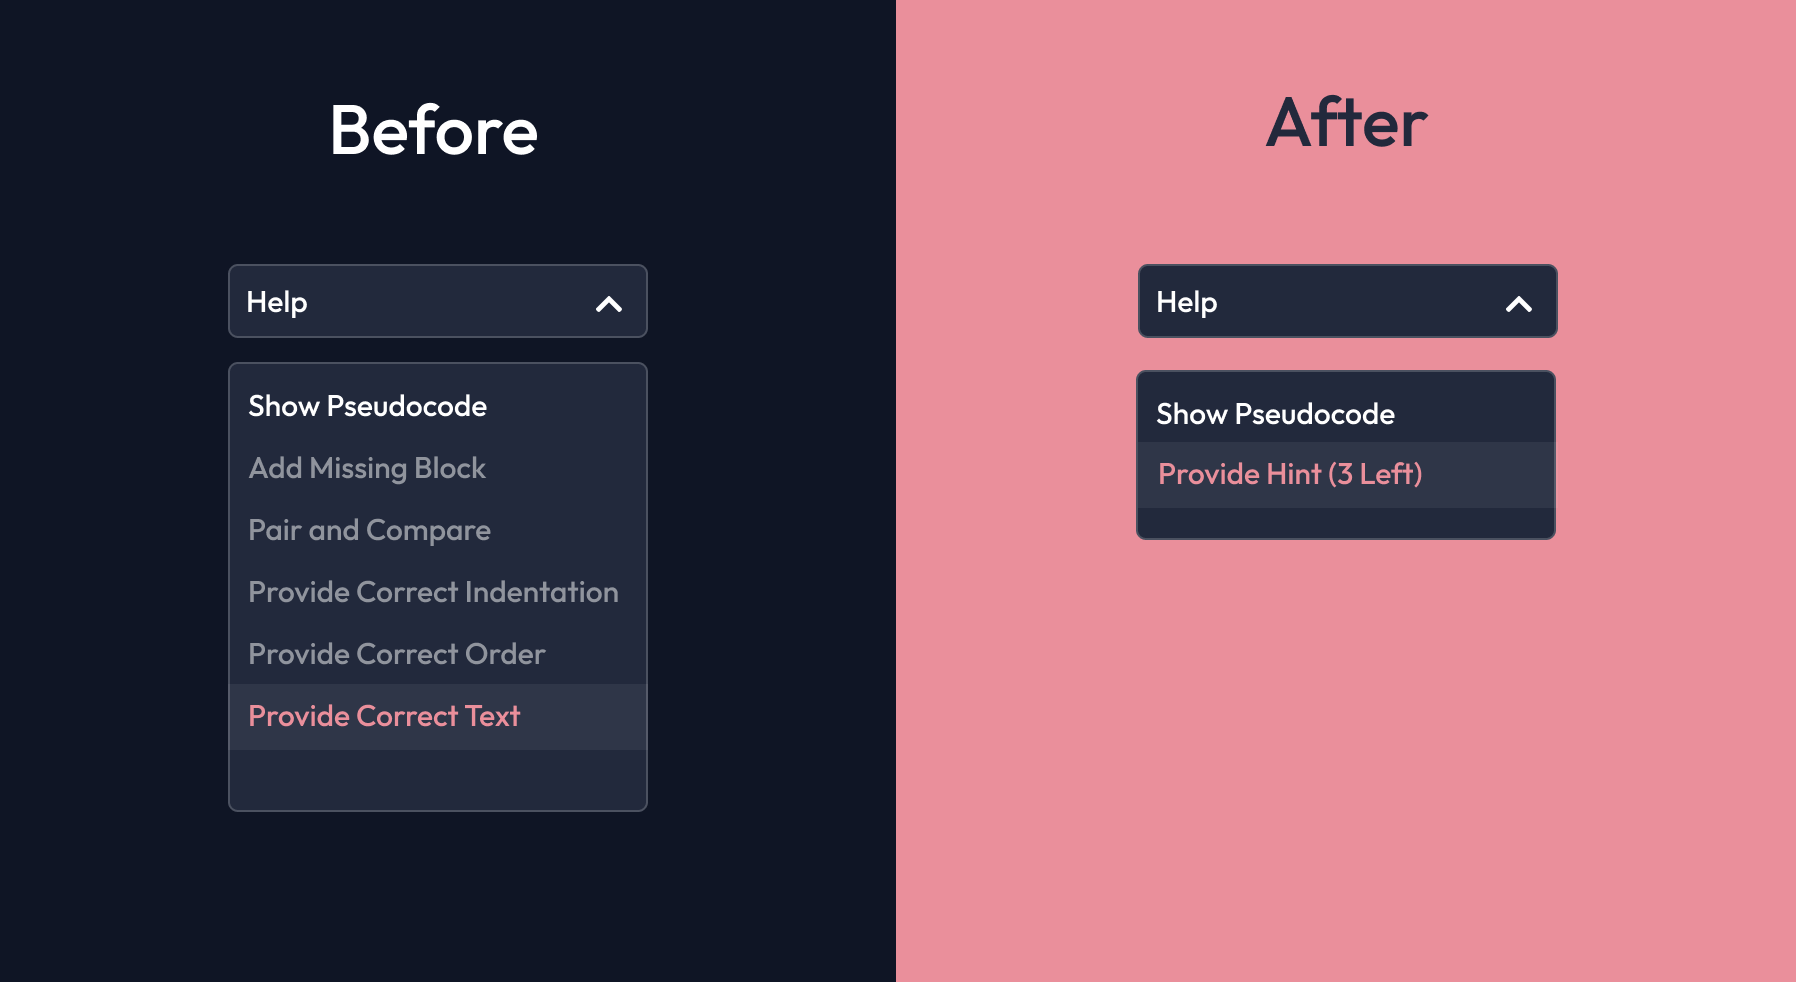 Before
Help
Show Pseudocode
Add Missing Block
Pair and Compare
Provide Correct Indentation
Provide Correct Order
Provide Correct Text
After
Help
Show Pseudocode
Provide Hint (3 Left)